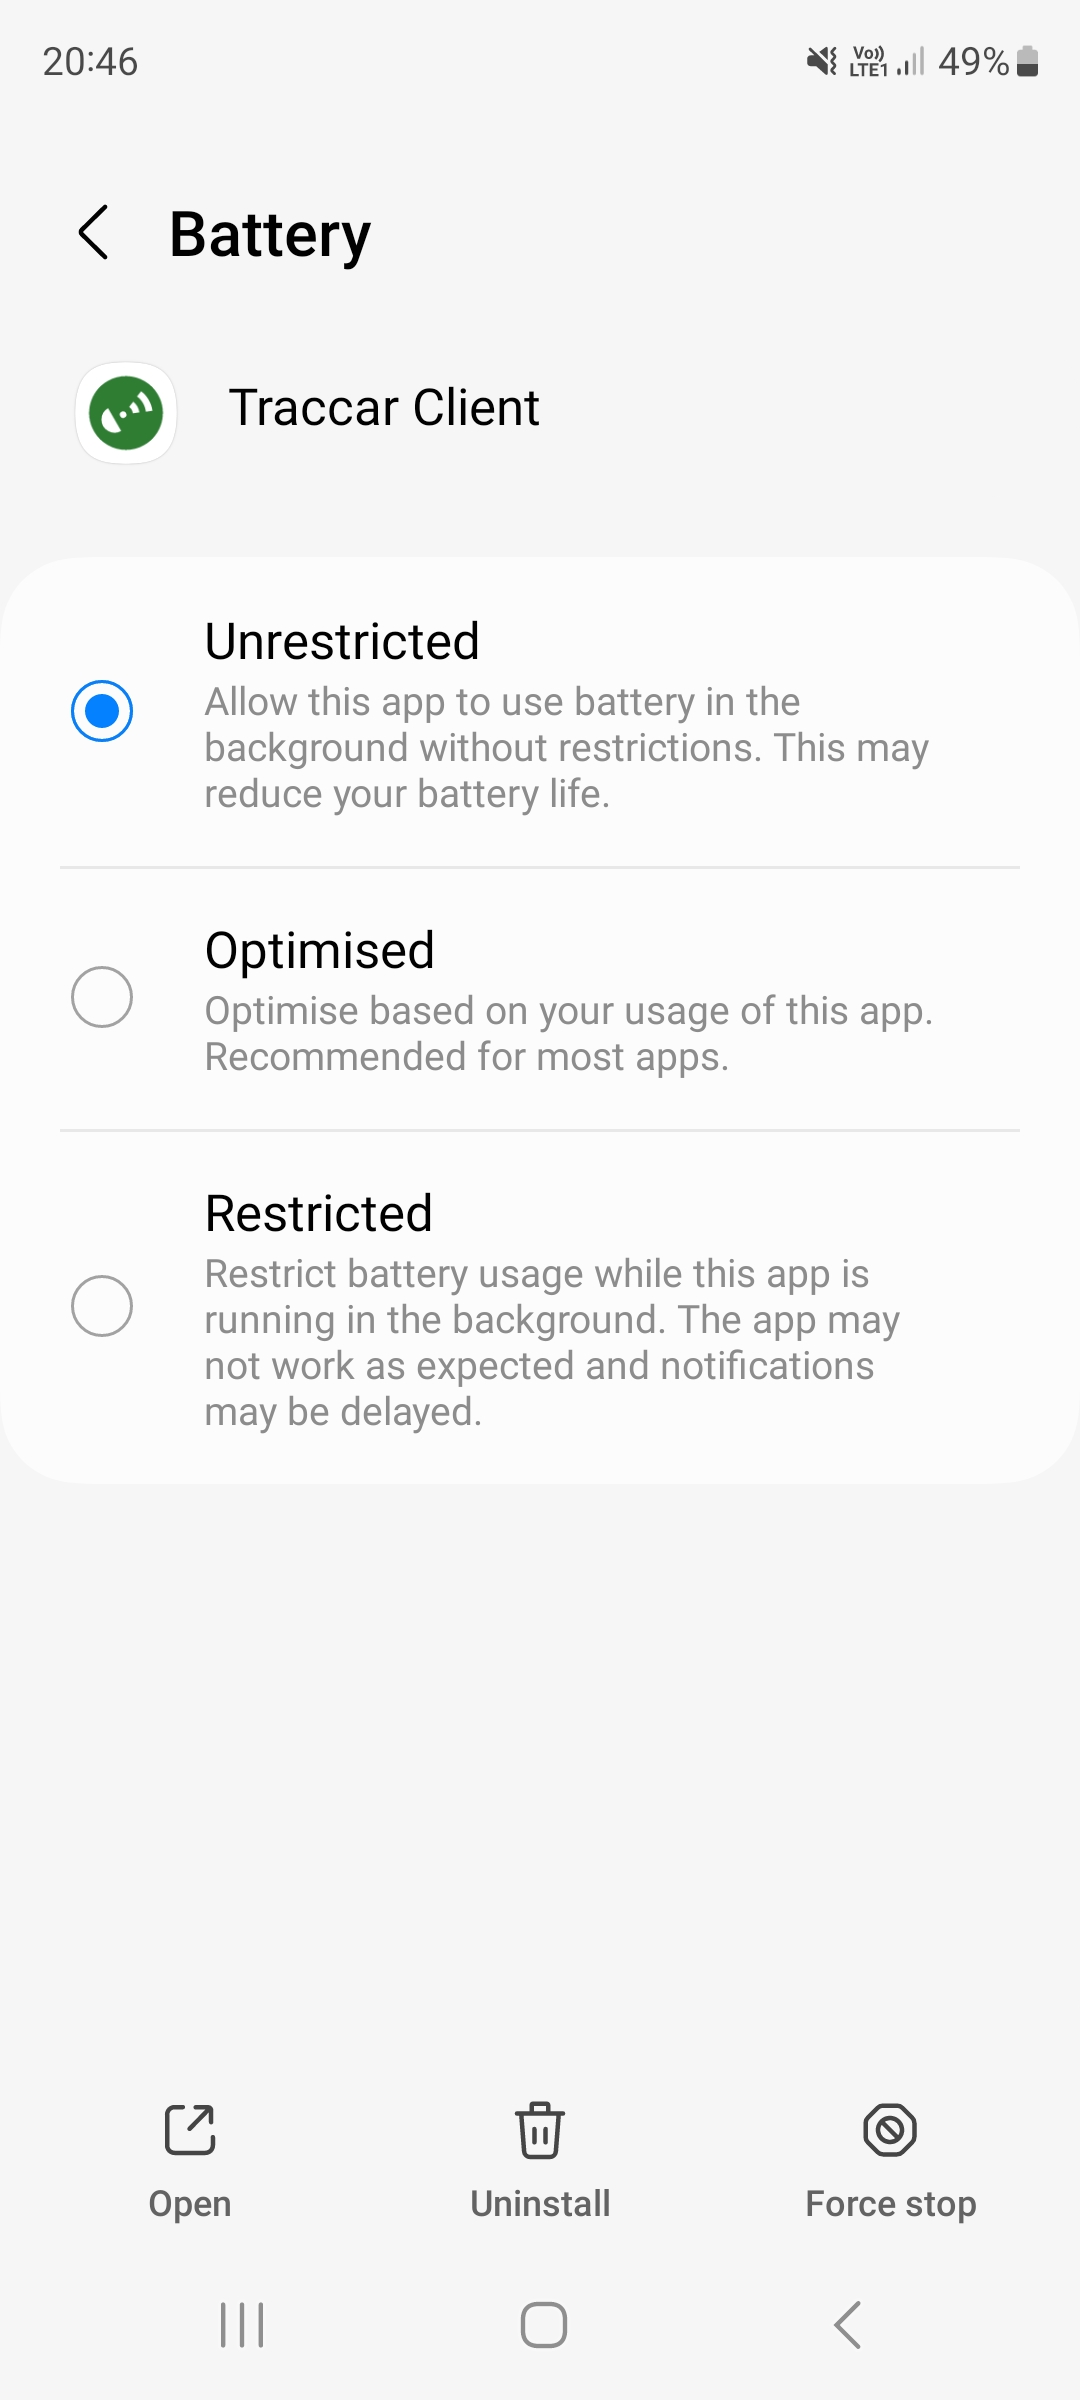 20:46
Vo)) LTE1 49%
Battery
Traccar Client
Unrestricted
Allow this app to use battery in the
background without restrictions. This may
reduce your battery life.
Optimised
Optimise based on your usage of this app.
Recommended for most apps.
Restricted
Restrict battery usage while this app is
running in the background. The app may
not work as expected and notifications
may be delayed.
Open
Uninstall
Force stop